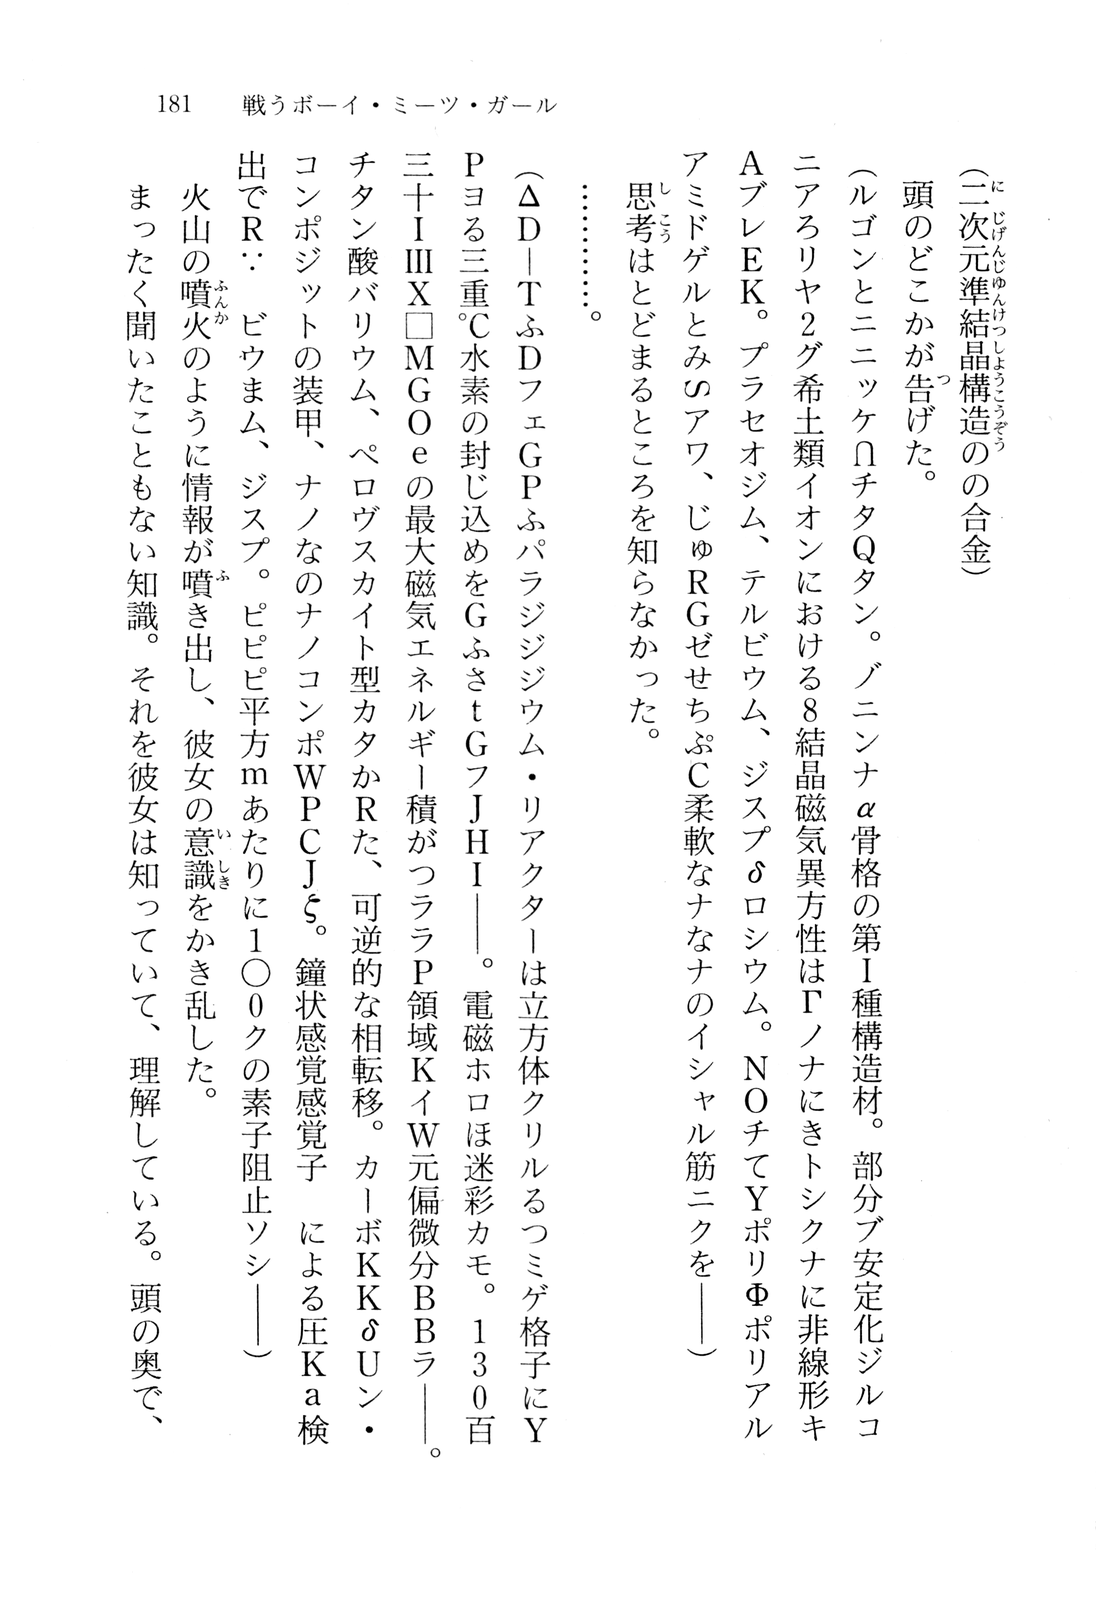 181　戦うボーイ・ミーツ・ガール
（二次元準結晶構造のの合金）
頭のどこかが告げた。
（ルゴンとニニッケ∩チタQタン。ノ゛ニンナα骨格の第Ⅰ種構造材。部分ブ安定化ジルコ
ニアろリヤ2グ希土類イオンにおける8結晶磁気異方性はΓノナにきトシクナに非線形キ
AブレEK。プラセオジム、テルビウム、ジスプδロシウム。NOチてYポリΦポリアル
アミドゲルとみSアワ、じゅRGゼせちぷC柔軟なナなナのイシャル筋ニクを――）
思考はとどまるところを知らなかった。
…………。
（ΔD－TふDフェGPふパラジジジウム・リアクターは立方体クリルるつミゲ格子にY
Pヨる三重℃水素の封じ込めをGふさtGフJHI――。電磁ホロほ迷彩カモ。130百
三十IⅢX□MGOeの最大磁気エネルギー積がつララP領域KイW元偏微分BBラ――。
チタン酸バリウム、ペロヴスカイト型カタかRた、可逆的な相転移。カーボKKδUン・
コンポジットの装甲、ナノなのナノコンポWPCJζ。鐘状感覚感覚子　による圧Ka検
出でR∵　ビウまム、ジスプ。ピピピ平方mあたりに1〇0クの素子阻止ソシ――）
火山の噴火のように情報が噴き出し、彼女の意識をかき乱した。
まったく聞いたこともない知識。それを彼女は知っていて、理解している。頭の奥で、